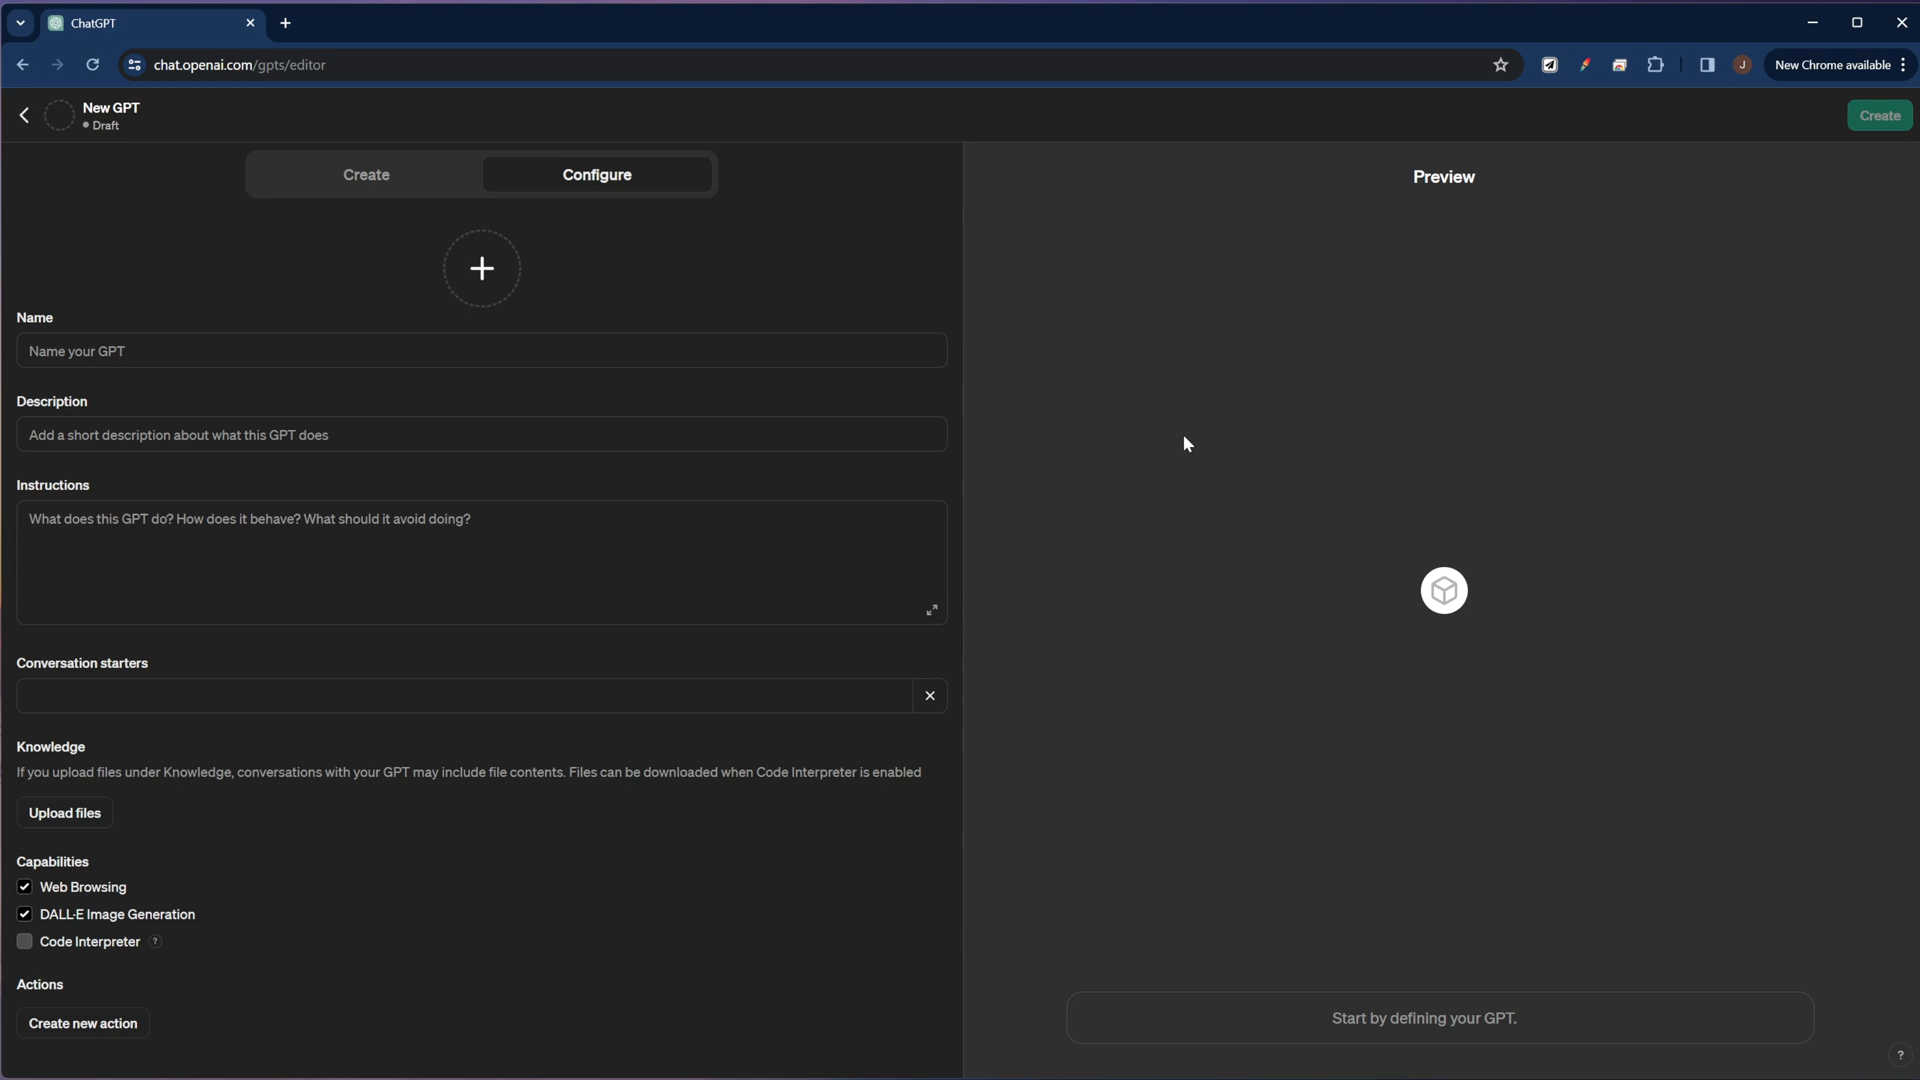 ChatGPT
chat.openai.com/gpts/editor
J
New Chrome available
New GPT
Draft
Create
Create
Configure
Preview
Name
Name your GPT
Description
Add a short description about what this GPT does
Instructions
What does this GPT do? How does it behave? What should it avoid doing?
Conversation starters
Knowledge
If you upload files under Knowledge, conversations with your GPT may include file contents. Files can be downloaded when Code Interpreter is enabled
Upload files
Capabilities
Web Browsing
DALL·E Image Generation
Code Interpreter ?
Actions
Create new action
Start by defining your GPT.
?